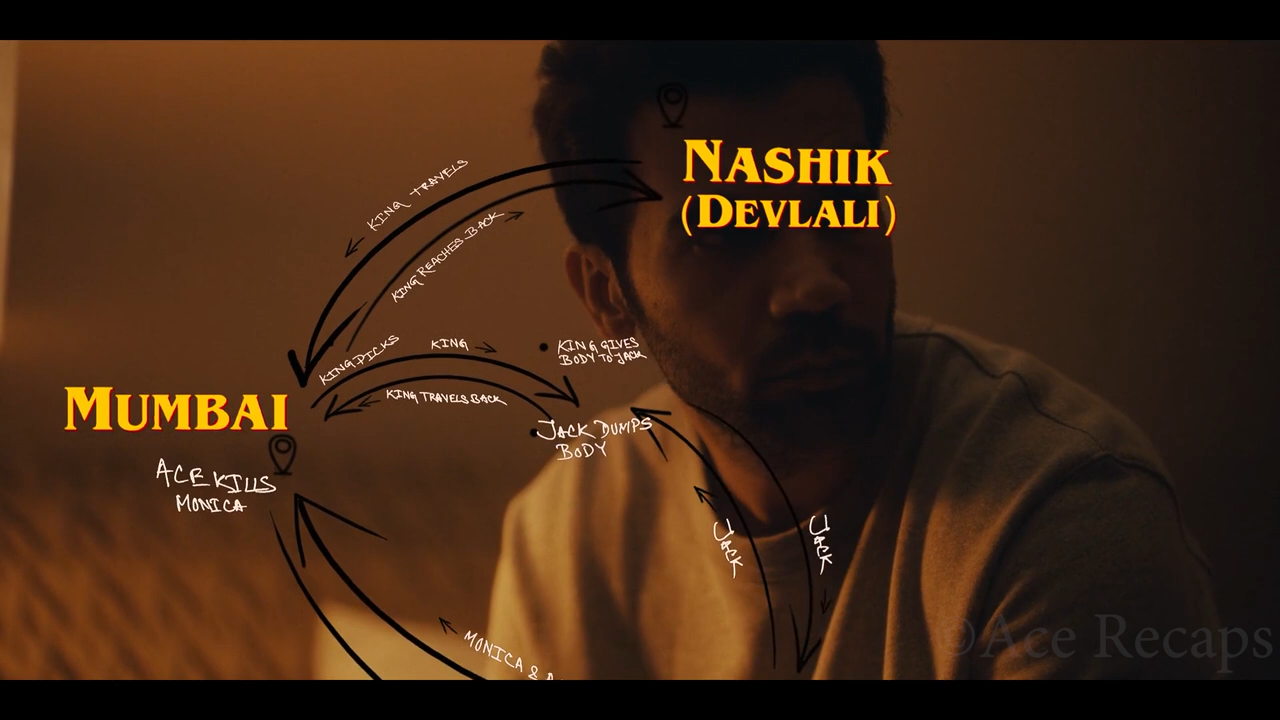 NASHIK
(DEVLALI)
KING TRAVELS
KING REACHES BACK
KING PICKS
KING
KING GIVES
BODY TO JACK
KING TRAVELS BACK
MUMBAI
JACK DUMPS
BODY
ACE KILLS
MONICA
JACK
JACK
MONICA &
©Ace Recaps